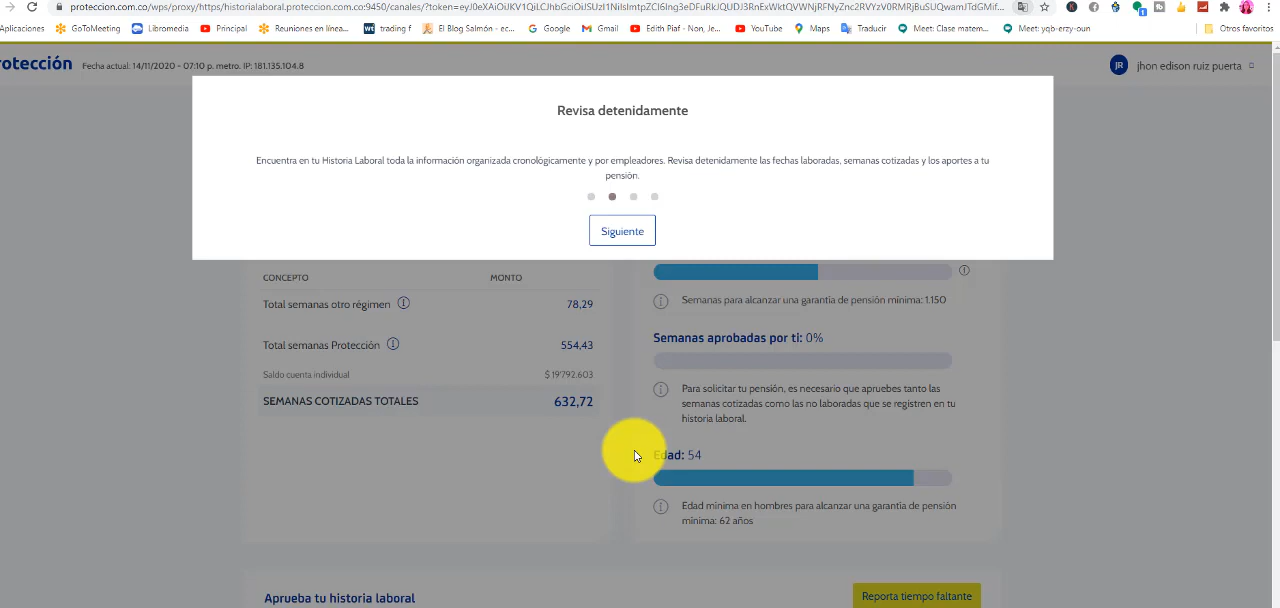 proteccion.com.co/wps/proxy/https/historialaboral.proteccion.com.co:9450/canales/?token=
Aplicaciones GoToMeeting Libromedia Principal Reuniones en línea... trading f El Blog Salmón - ec... Google Gmail Edith Piaf - Non, Je... YouTube Maps Traducir Meet: Clase matem... Meet: yqb-erzy-oun Otros favoritos
rotección Fecha actual: 14/11/2020 - 07:10 p. metro. IP: 181.135.104.8 JR jhon edison ruiz puerta
Revisa detenidamente
Encuentra en tu Historia Laboral toda la información organizada cronológicamente y por empleadores. Revisa detenidamente las fechas laboradas, semanas cotizadas y los aportes a tu
pensión.
Siguiente
CONCEPTO MONTO
Total semanas otro régimen 78,29
Total semanas Protección 554,43
Saldo cuenta individual $ 19'792.603
SEMANAS COTIZADAS TOTALES 632,72
Semanas para alcanzar una garantía de pensión mínima: 1.150
Semanas aprobadas por ti: 0%
Para solicitar tu pensión, es necesario que apruebes tanto las
semanas cotizadas como las no laboradas que se registren en tu
historia laboral.
Edad: 54
Edad mínima en hombres para alcanzar una garantía de pensión
mínima: 62 años
Aprueba tu historia laboral
Reporta tiempo faltante